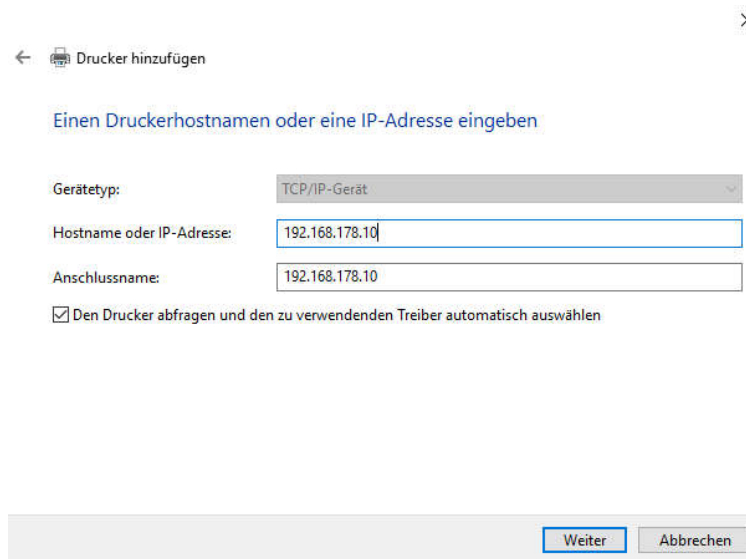 Drucker hinzufügen
Einen Druckerhostnamen oder eine IP-Adresse eingeben
Gerätetyp: TCP/IP-Gerät
Hostname oder IP-Adresse: 192.168.178.10
Anschlussname: 192.168.178.10
Den Drucker abfragen und den zu verwendenden Treiber automatisch auswählen
Weiter Abbrechen